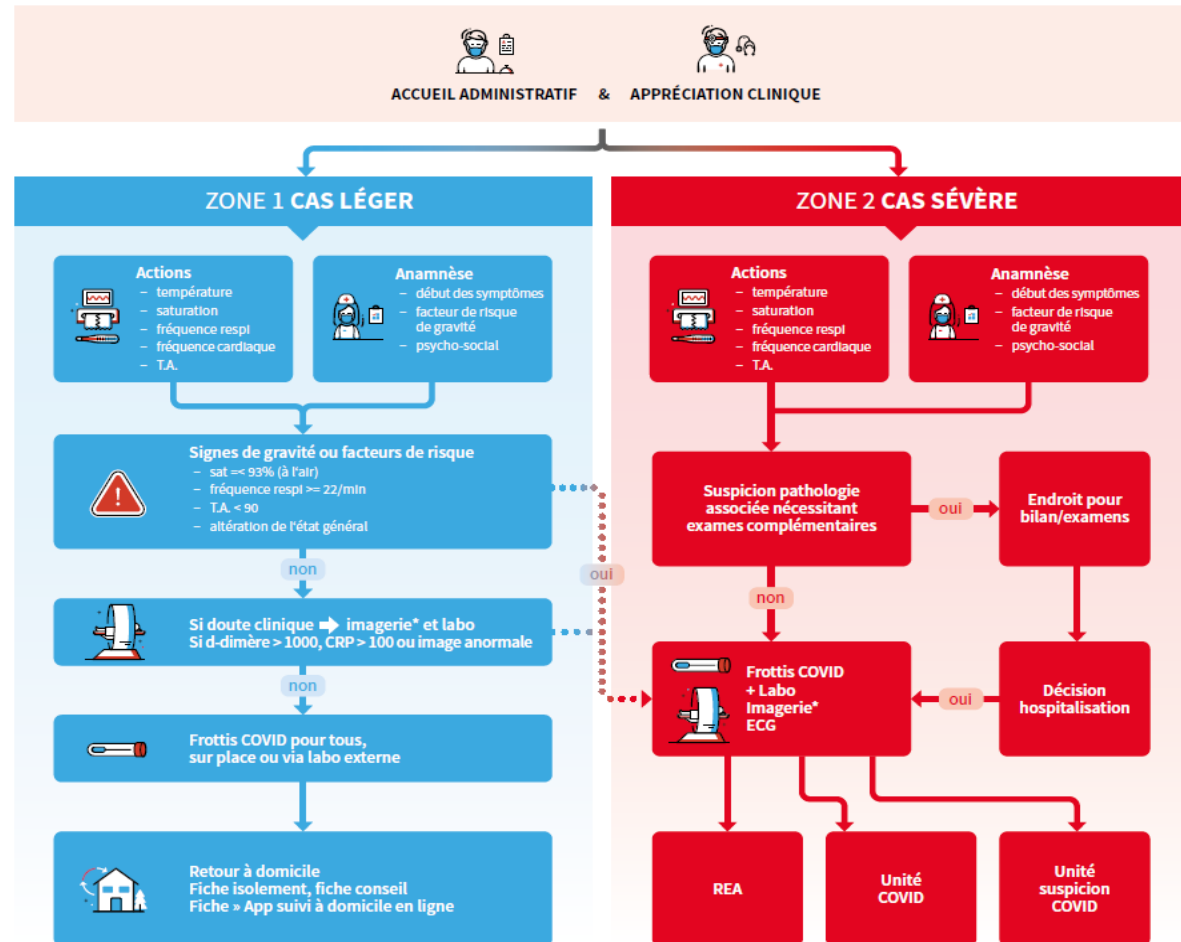 ACCUEIL ADMINISTRATIF & APPRÉCIATION CLINIQUE
ZONE 1 CAS LÉGER
Actions
– température
– saturation
– fréquence respi
– fréquence cardiaque
– T.A.
Anamnèse
– début des symptômes
– facteur de risque
de gravité
– psycho-social
Signes de gravité ou facteurs de risque
– sat =< 93% (à l'air)
– fréquence respi >= 22/min
– T.A. < 90
– altération de l'état général
non
oui
Si doute clinique ➡ imagerie* et labo
Si d-dimère > 1000, CRP > 100 ou image anormale
non
Frottis COVID pour tous,
sur place ou via labo externe
Retour à domicile
Fiche isolement, fiche conseil
Fiche » App suivi à domicile en ligne
ZONE 2 CAS SÉVÈRE
Actions
– température
– saturation
– fréquence respi
– fréquence cardiaque
– T.A.
Anamnèse
– début des symptômes
– facteur de risque
de gravité
– psycho-social
Suspicion pathologie
associée nécessitant
exames complémentaires
oui
Endroit pour
bilan/examens
non
Frottis COVID
+ Labo
Imagerie*
ECG
oui
Décision
hospitalisation
REA
Unité
COVID
Unité
suspicion
COVID